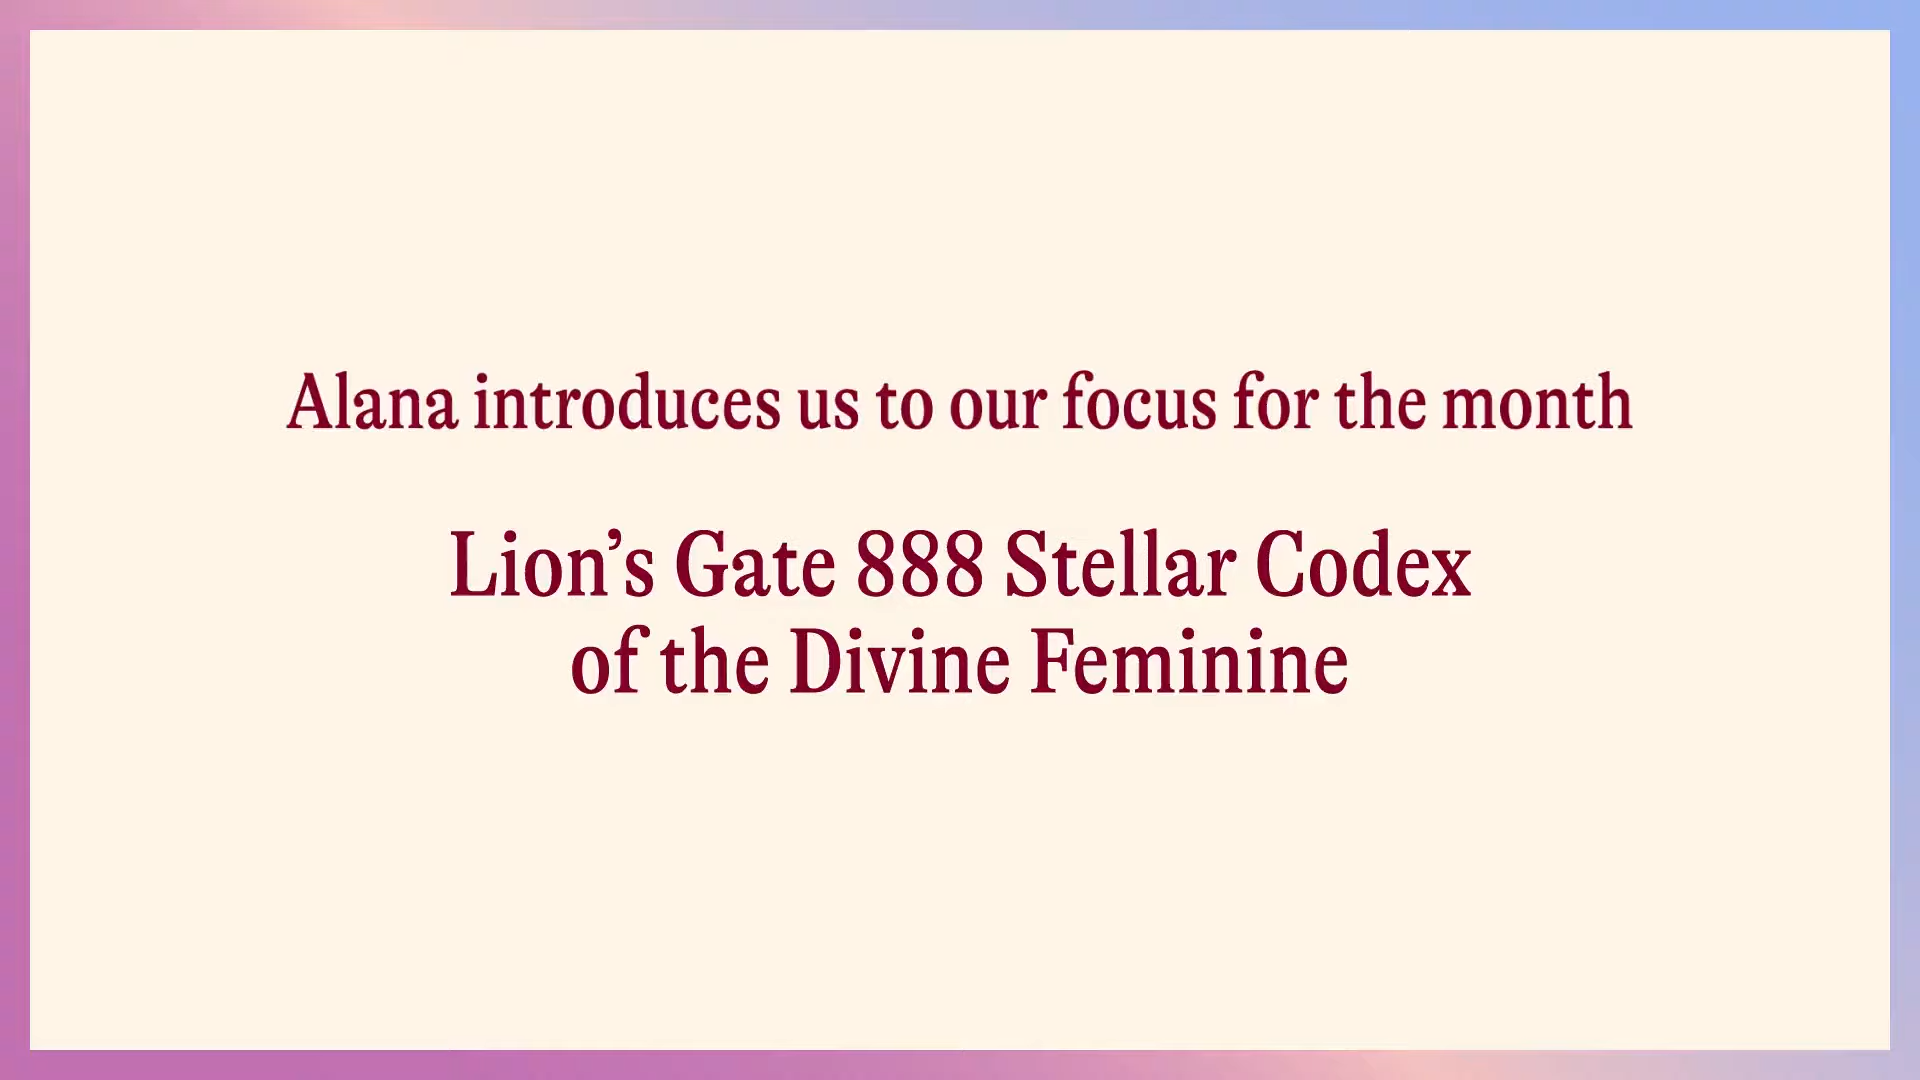 Alana introduces us to our focus for the month
Lion’s Gate 888 Stellar Codex
of the Divine Feminine